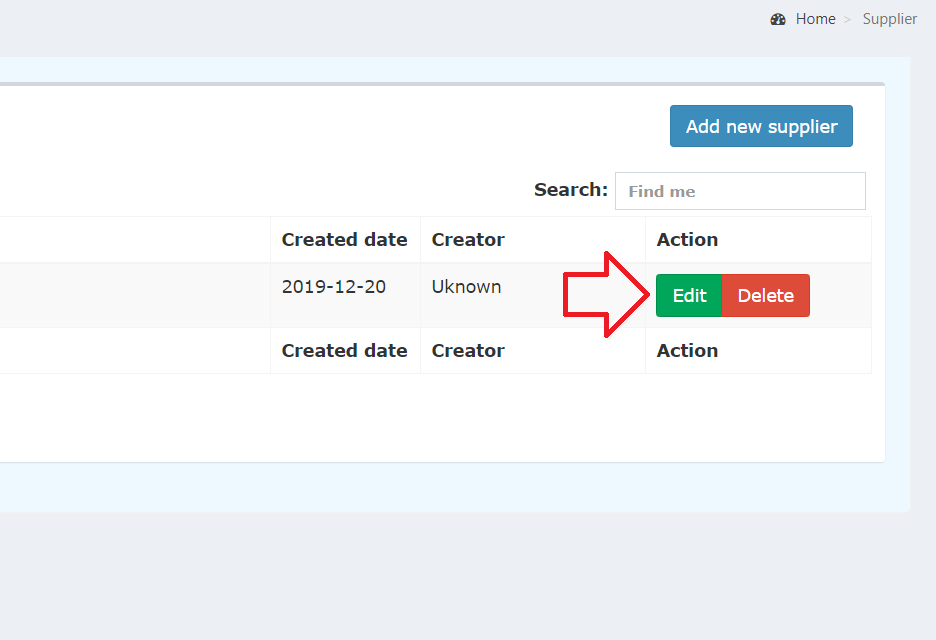 Home > Supplier
Add new supplier
Search: Find me
Created date Creator Action
2019-12-20 Uknown Edit Delete
Created date Creator Action